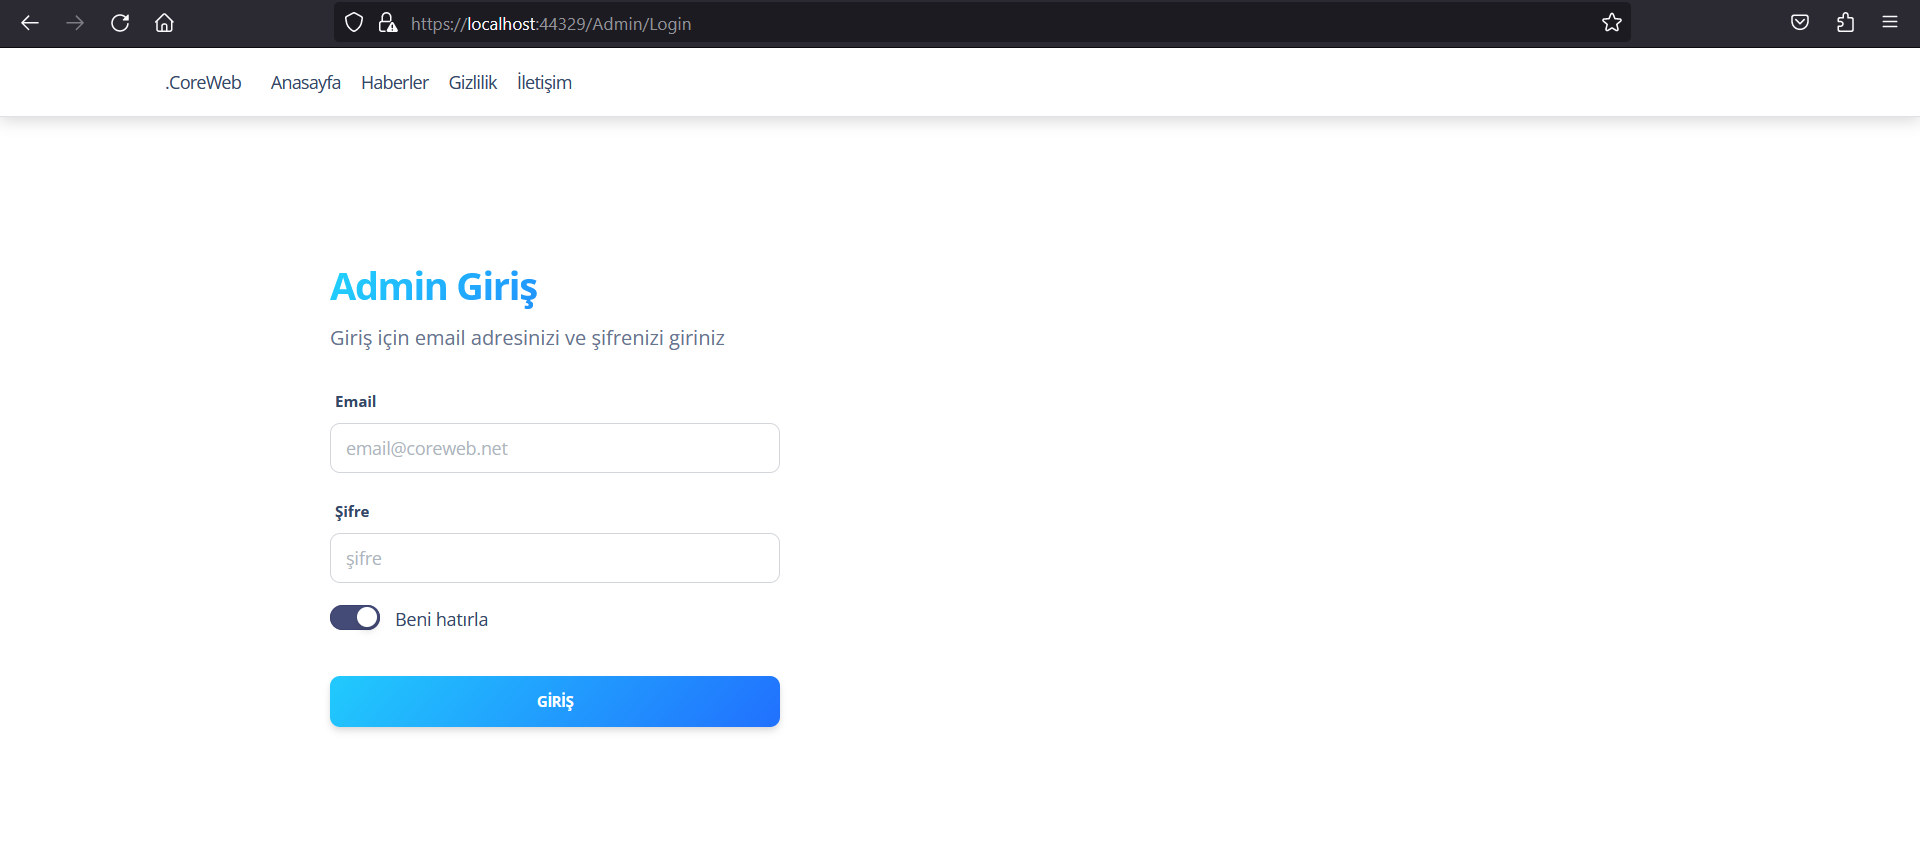 https://localhost:44329/Admin/Login
.CoreWeb Anasayfa Haberler Gizlilik İletişim
Admin Giriş
Giriş için email adresinizi ve şifrenizi giriniz
Email
email@coreweb.net
Şifre
şifre
Beni hatırla
GİRİŞ